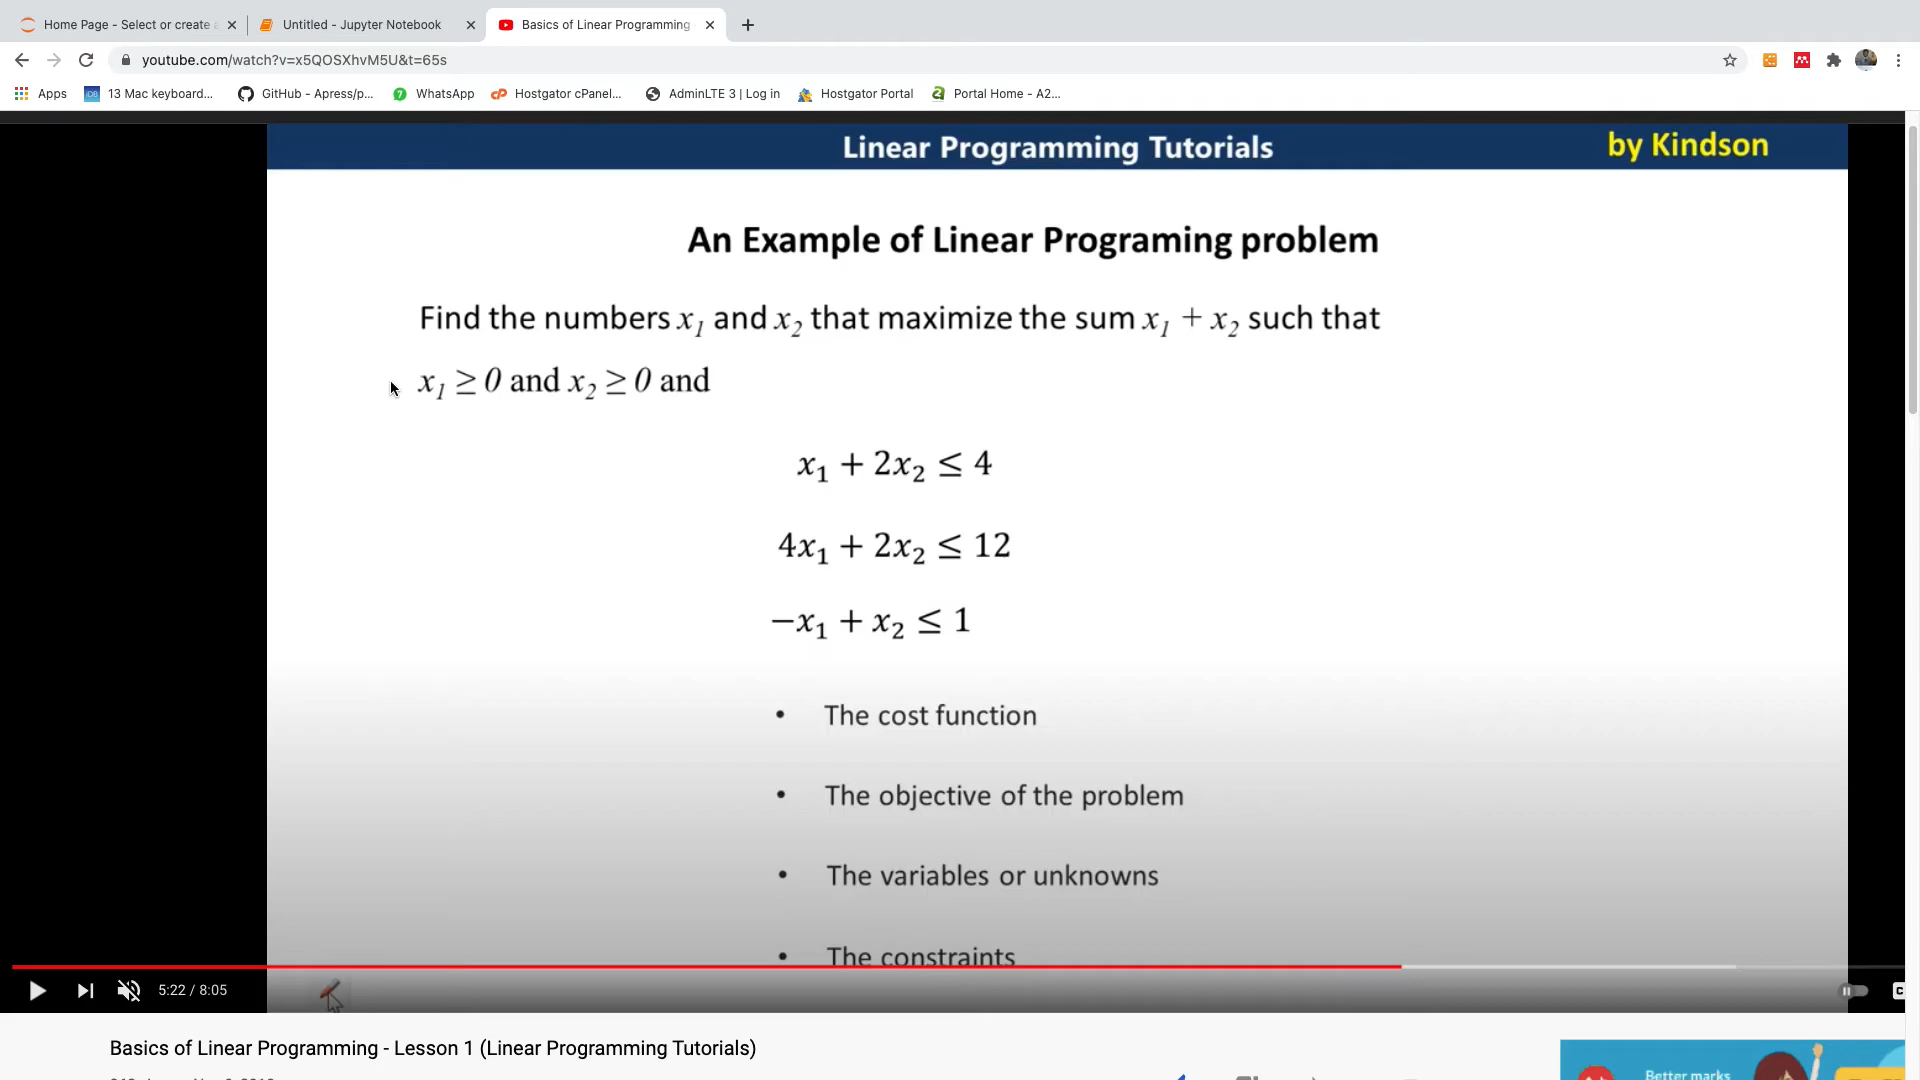 Home Page - Select or create a
Untitled - Jupyter Notebook
Basics of Linear Programming
youtube.com/watch?v=x5QOSXhvM5U&t=65s
Apps
13 Mac keyboard...
GitHub - Apress/p...
WhatsApp
Hostgator cPanel...
AdminLTE 3 | Log in
Hostgator Portal
Portal Home - A2...
Linear Programming Tutorials
by Kindson
An Example of Linear Programing problem
Find the numbers x₁ and x₂ that maximize the sum x₁ + x₂ such that
x₁ ≥ 0 and x₂ ≥ 0 and
x₁ + 2x₂ ≤ 4
4x₁ + 2x₂ ≤ 12
−x₁ + x₂ ≤ 1
• The cost function
• The objective of the problem
• The variables or unknowns
• The constraints
5:22 / 8:05
Basics of Linear Programming - Lesson 1 (Linear Programming Tutorials)
Better marks